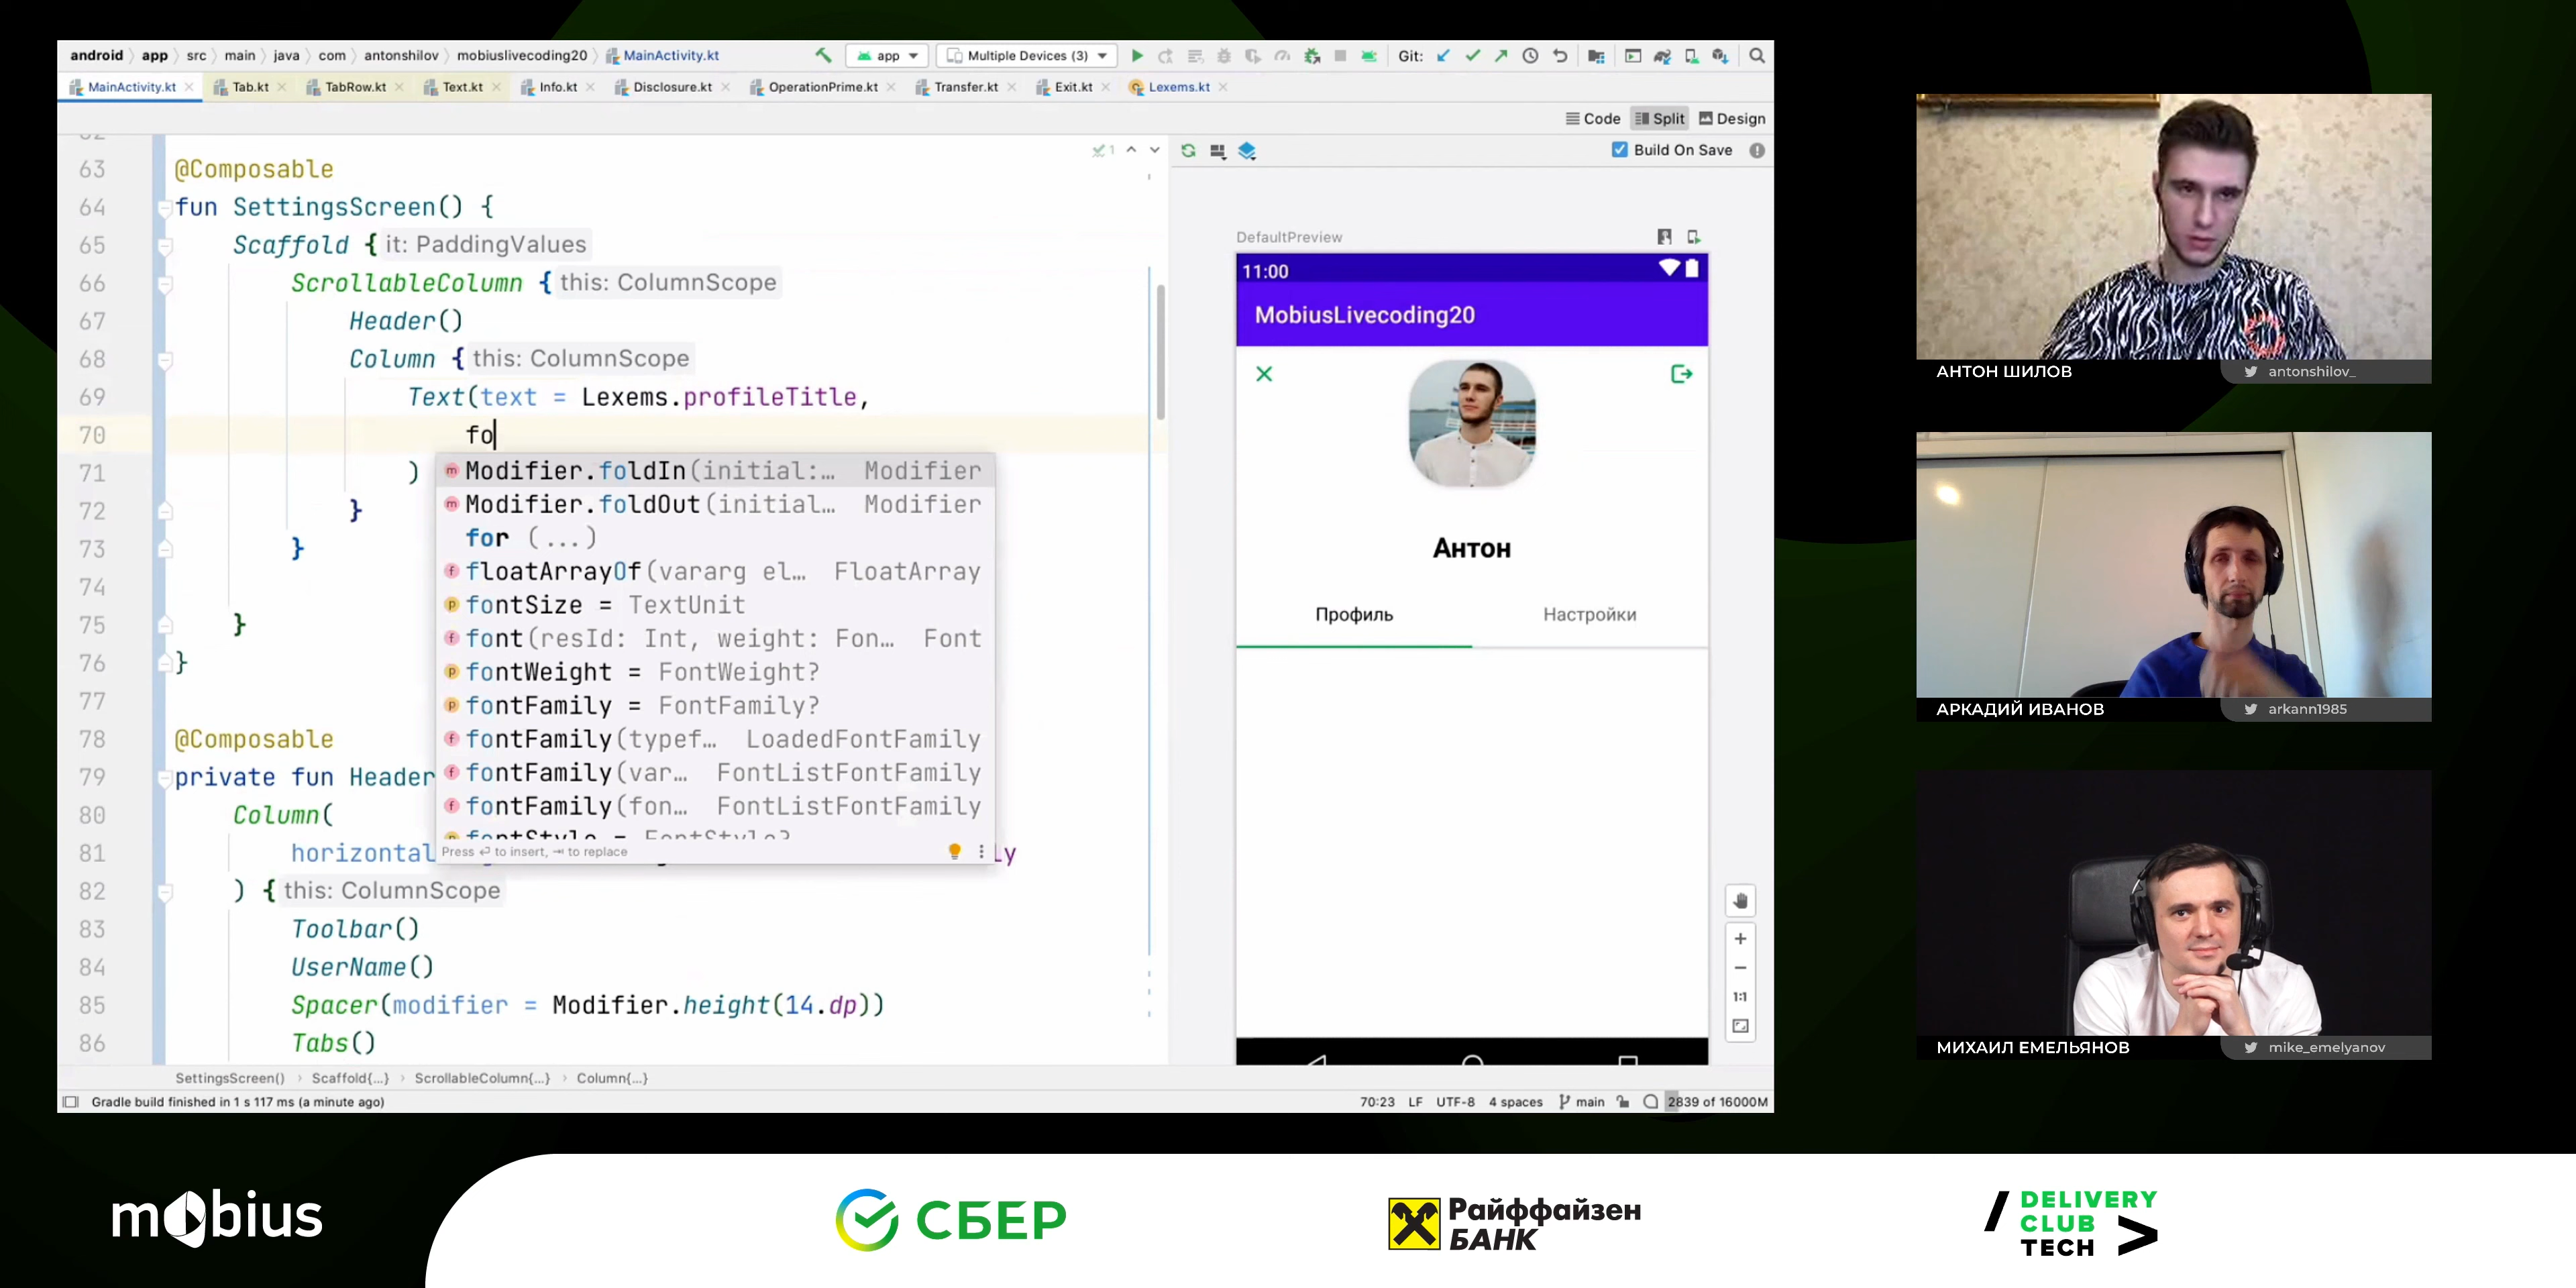 android app src main java com antonshilov mobiuslivecoding20 MainActivity.kt
app Multiple Devices (3) Git:
MainActivity.kt Tab.kt TabRow.kt Text.kt Info.kt Disclosure.kt OperationPrime.kt Transfer.kt Exit.kt Lexems.kt
Code Split Design
1
Build On Save
63 @Composable
64 fun SettingsScreen() {
65 Scaffold { it: PaddingValues
66 ScrollableColumn { this: ColumnScope
67 Header()
68 Column { this: ColumnScope
69 Text(text = Lexems.profileTitle,
70 fo
71 )
72 }
73 }
74
75 }
76 }
77
78 @Composable
79 private fun Header
80 Column(
81 horizontal
82 ) { this: ColumnScope
83 Toolbar()
84 UserName()
85 Spacer(modifier = Modifier.height(14.dp))
86 Tabs()
Modifier.foldIn(initial:… Modifier
Modifier.foldOut(initial… Modifier
for (...)
floatArrayOf(vararg el… FloatArray
fontSize = TextUnit
font(resId: Int, weight: Fon… Font
fontWeight = FontWeight?
fontFamily = FontFamily?
fontFamily(typef… LoadedFontFamily
fontFamily(var… FontListFontFamily
fontFamily(fon… FontListFontFamily
fontStyle = FontStyle?
Press ↩ to insert, ⇥ to replace
ly
DefaultPreview
11:00
MobiusLivecoding20
Антон
Профиль Настройки
1:1
SettingsScreen() Scaffold{...} ScrollableColumn{...} Column{...}
Gradle build finished in 1 s 117 ms (a minute ago)
70:23 LF UTF-8 4 spaces main 2839 of 16000M
АНТОН ШИЛОВ antonshilov_
АРКАДИЙ ИВАНОВ arkann1985
МИХАИЛ ЕМЕЛЬЯНОВ mike_emelyanov
mobius
СБЕР
Райффайзен
БАНК
DELIVERY
CLUB
TECH